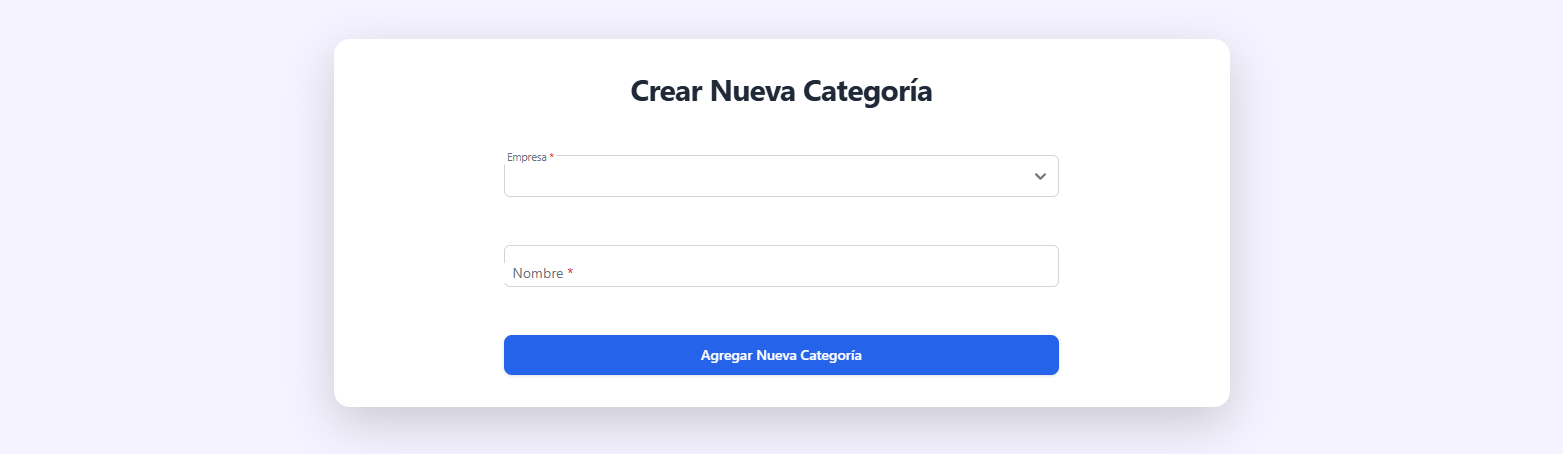 Crear Nueva Categoría
Empresa *
Nombre *
Agregar Nueva Categoría